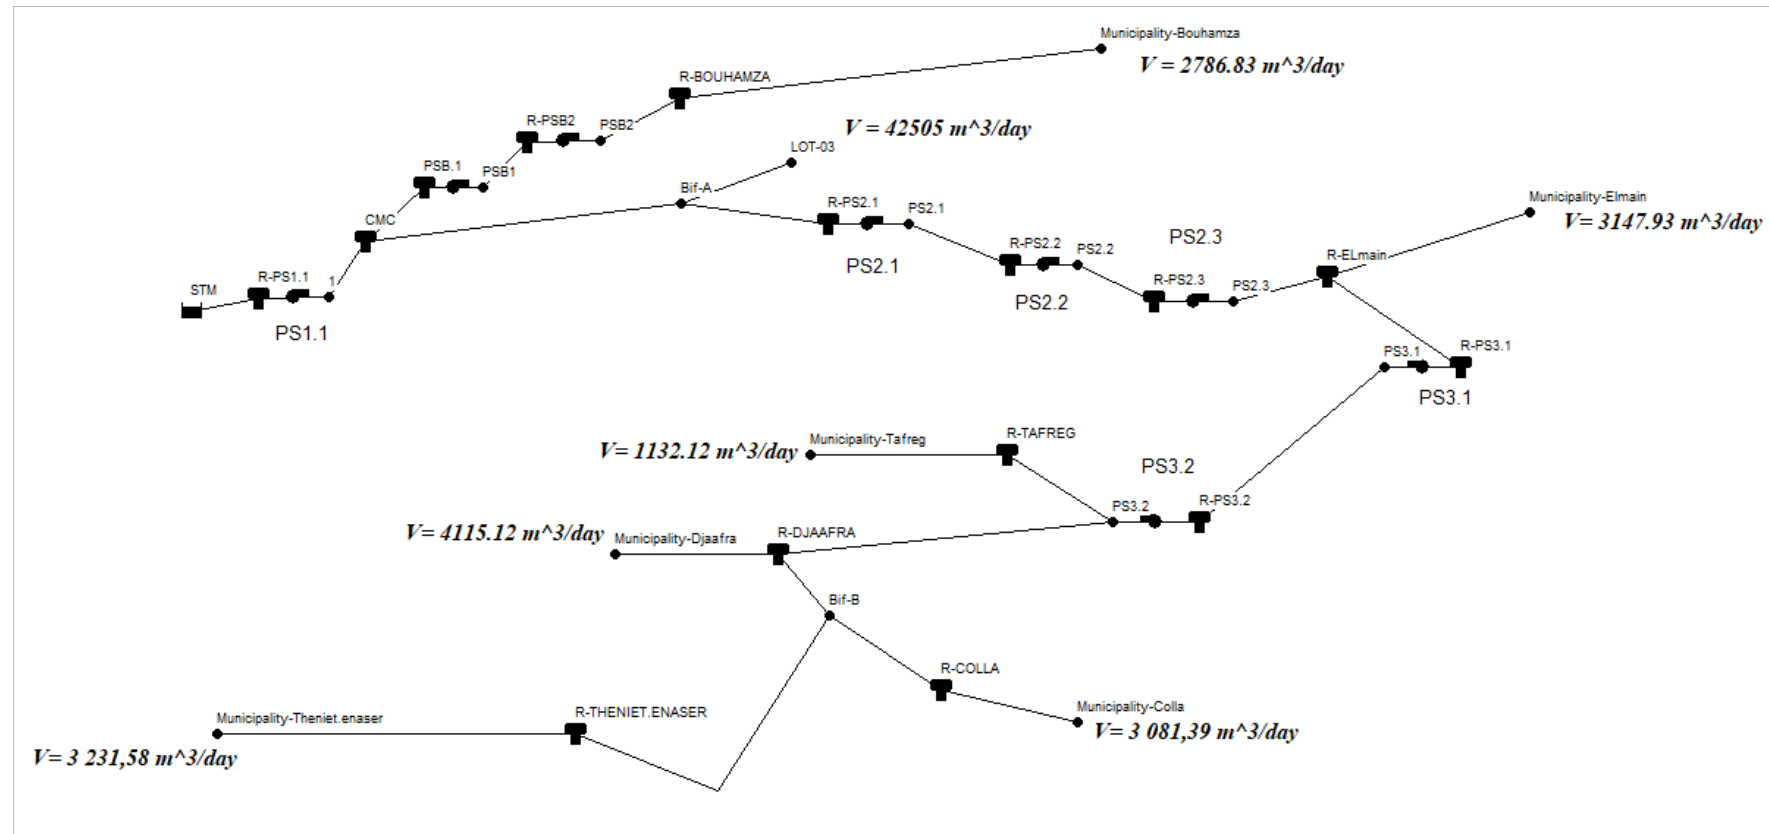 Municipality-Bouhamza
V = 2786.83 m^3/day
R-BOUHAMZA
V = 42505 m^3/day
R-PSB2
PSB2
LOT-03
PSB.1
PSB1
Bif-A
Municipality-Elmain
V= 3147.93 m^3/day
R-PS2.1
PS2.1
CMC
PS2.3
R-PS2.2
PS2.2
R-ELmain
PS2.1
R-PS1.1
1
R-PS2.3
PS2.3
STM
PS2.2
PS1.1
PS3.1
R-PS3.1
PS3.1
R-TAFREG
Municipality-Tafreg
V= 1132.12 m^3/day
PS3.2
PS3.2
R-PS3.2
V= 4115.12 m^3/day
Municipality-Djaafra
R-DJAAFRA
Bif-B
R-COLLA
Municipality-Colla
V= 3 081,39 m^3/day
Municipality-Theniet.enaser
R-THENIET.ENASER
V= 3 231,58 m^3/day